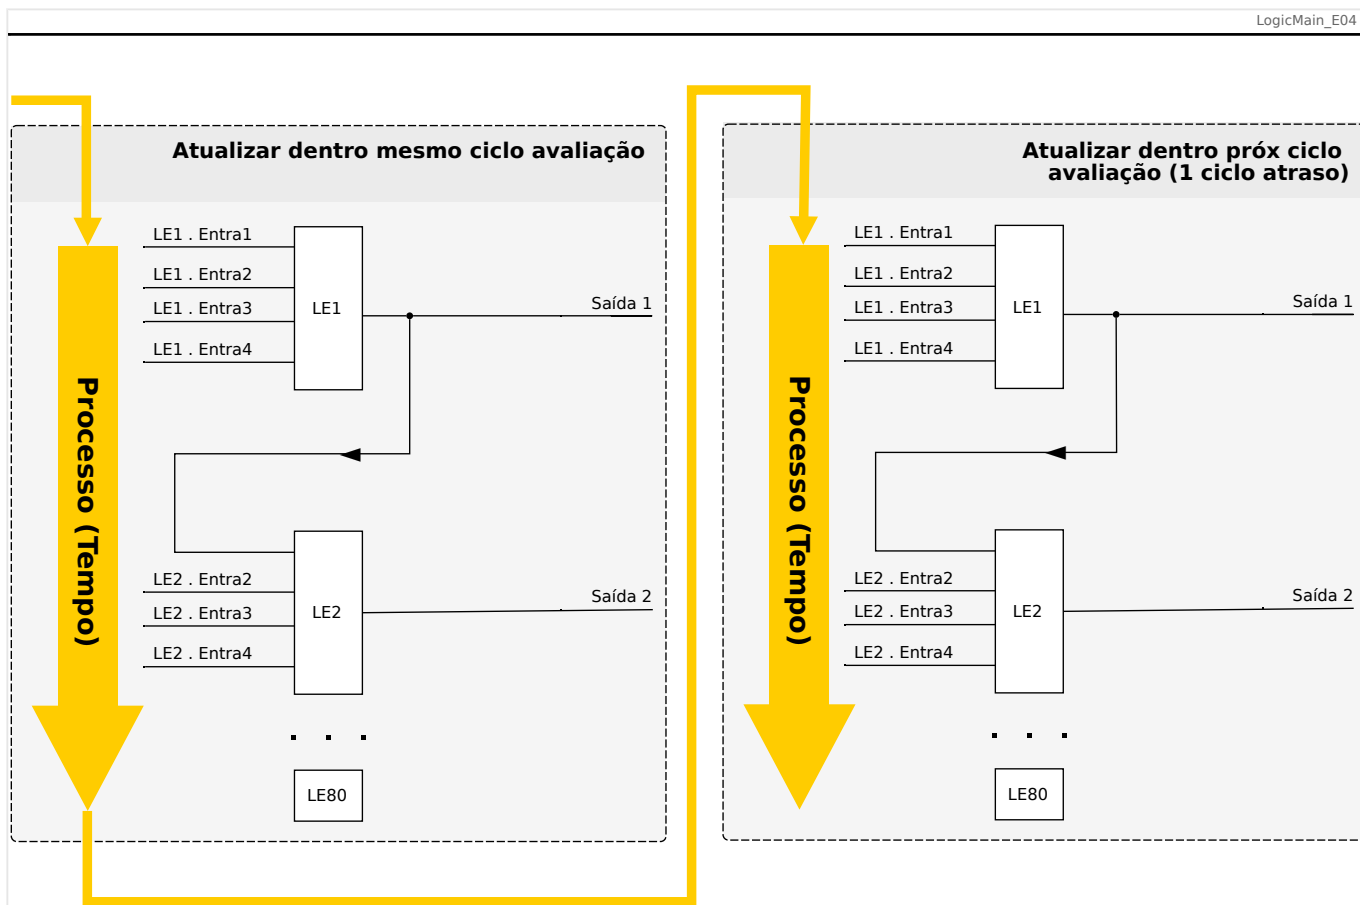 LogicMain_E04
Atualizar dentro mesmo ciclo avaliação
LE1 . Entra1
LE1 . Entra2
LE1 . Entra3
LE1 . Entra4
LE1
Saída 1
Processo (Tempo)
LE2 . Entra2
LE2 . Entra3
LE2 . Entra4
LE2
Saída 2
. . .
LE80
Atualizar dentro próx ciclo
avaliação (1 ciclo atraso)
LE1 . Entra1
LE1 . Entra2
LE1 . Entra3
LE1 . Entra4
LE1
Saída 1
Processo (Tempo)
LE2 . Entra2
LE2 . Entra3
LE2 . Entra4
LE2
Saída 2
. . .
LE80